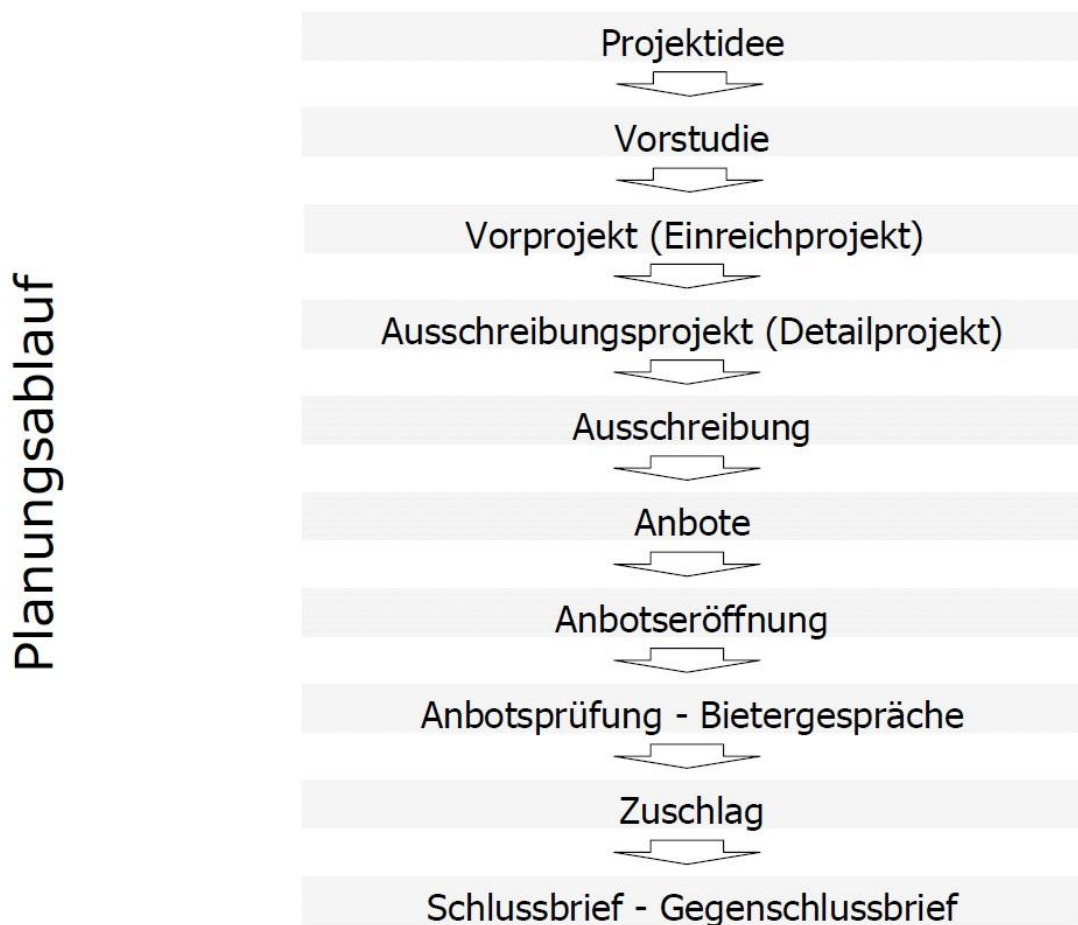 Planungsablauf
Projektidee
Vorstudie
Vorprojekt (Einreichprojekt)
Ausschreibungsprojekt (Detailprojekt)
Ausschreibung
Anbote
Anbotseröffnung
Anbotsprüfung - Bietergespräche
Zuschlag
Schlussbrief - Gegenschlussbrief